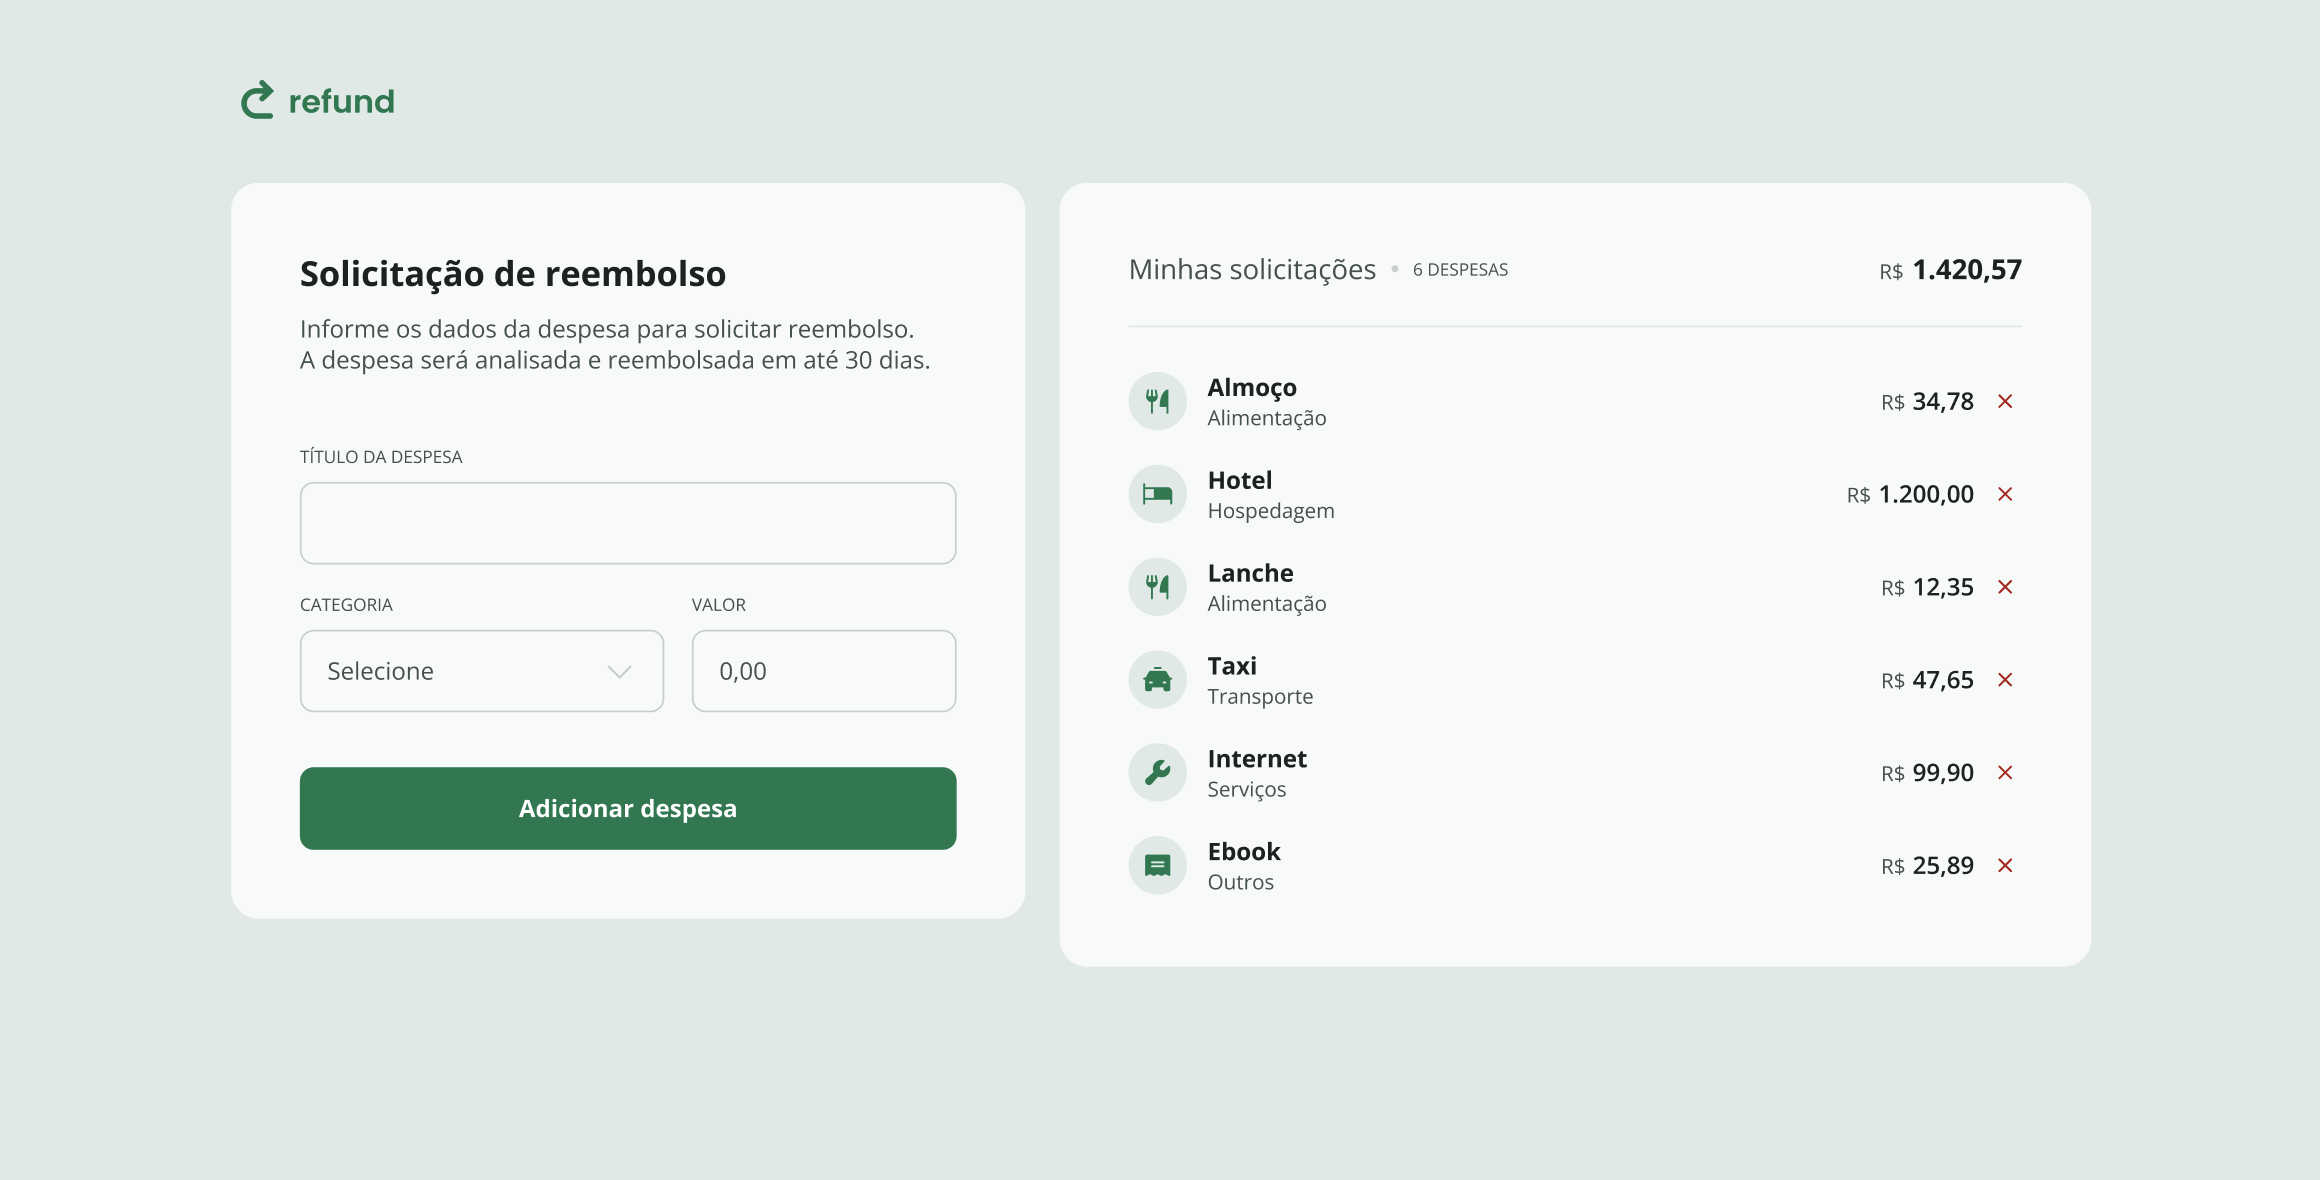 refund
Solicitação de reembolso
Informe os dados da despesa para solicitar reembolso.
A despesa será analisada e reembolsada em até 30 dias.
TÍTULO DA DESPESA
CATEGORIA
VALOR
Selecione
0,00
Adicionar despesa
Minhas solicitações • 6 DESPESAS
R$ 1.420,57
Almoço
Alimentação
R$ 34,78
Hotel
Hospedagem
R$ 1.200,00
Lanche
Alimentação
R$ 12,35
Taxi
Transporte
R$ 47,65
Internet
Serviços
R$ 99,90
Ebook
Outros
R$ 25,89